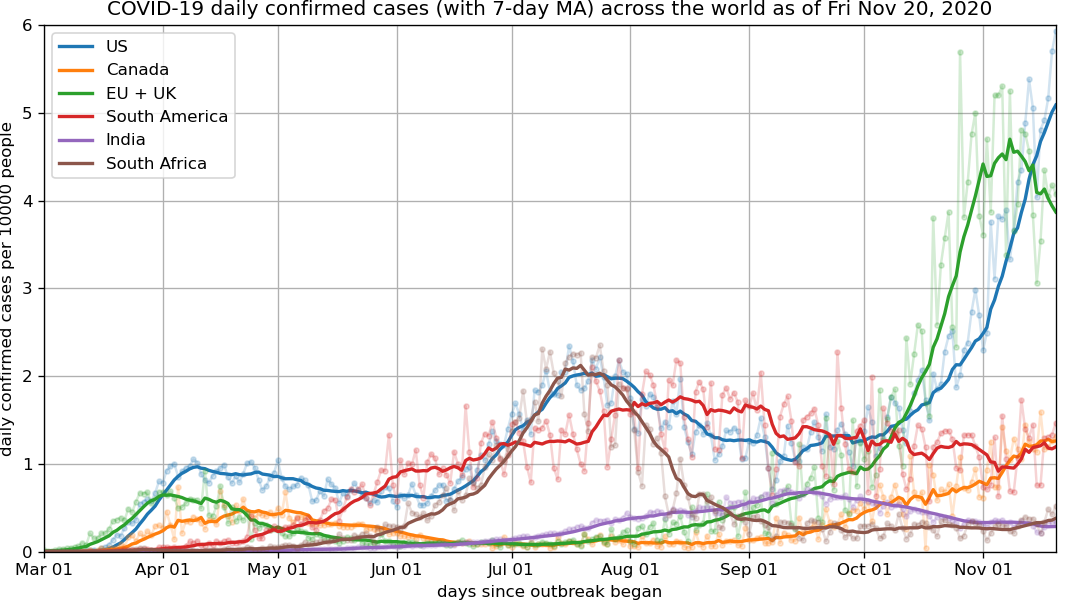 COVID-19 daily confirmed cases (with 7-day MA) across the world as of Fri Nov 20, 2020
daily confirmed cases per 10000 people
6
5
4
3
2
1
0
US
Canada
EU + UK
South America
India
South Africa
Mar 01 Apr 01 May 01 Jun 01 Jul 01 Aug 01 Sep 01 Oct 01 Nov 01
days since outbreak began